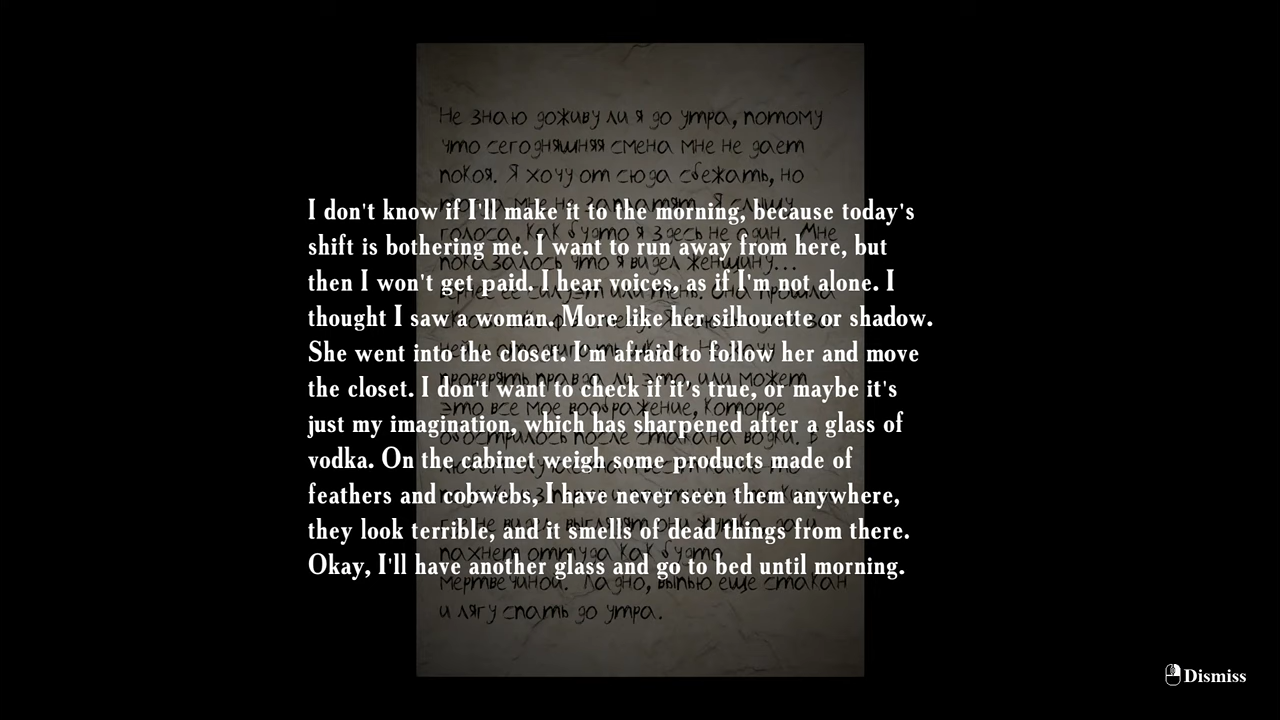 Не знаю доживу ли я до утра, потому
что сегодняшняя смена мне не дает
покоя. Я хочу от сюда сбежать, но
I don't know if I'll make it to the morning, because today's
shift is bothering me. I want to run away from here, but
then I won't get paid. I hear voices, as if I'm not alone. I
thought I saw a woman. More like her silhouette or shadow.
She went into the closet. I'm afraid to follow her and move
the closet. I don't want to check if it's true, or maybe it's
just my imagination, which has sharpened after a glass of
vodka. On the cabinet weigh some products made of
feathers and cobwebs, I have never seen them anywhere,
they look terrible, and it smells of dead things from there.
Okay, I'll have another glass and go to bed until morning.
голоса, как будто я здесь не один. Мне
показалось что я видел женщину...
проверять правда ли это, или может
это все мое воображение, которое
пахнет оттуда как будто
мертвечиной. Ладно, выпью еще стакан
и лягу спать до утра.
Dismiss